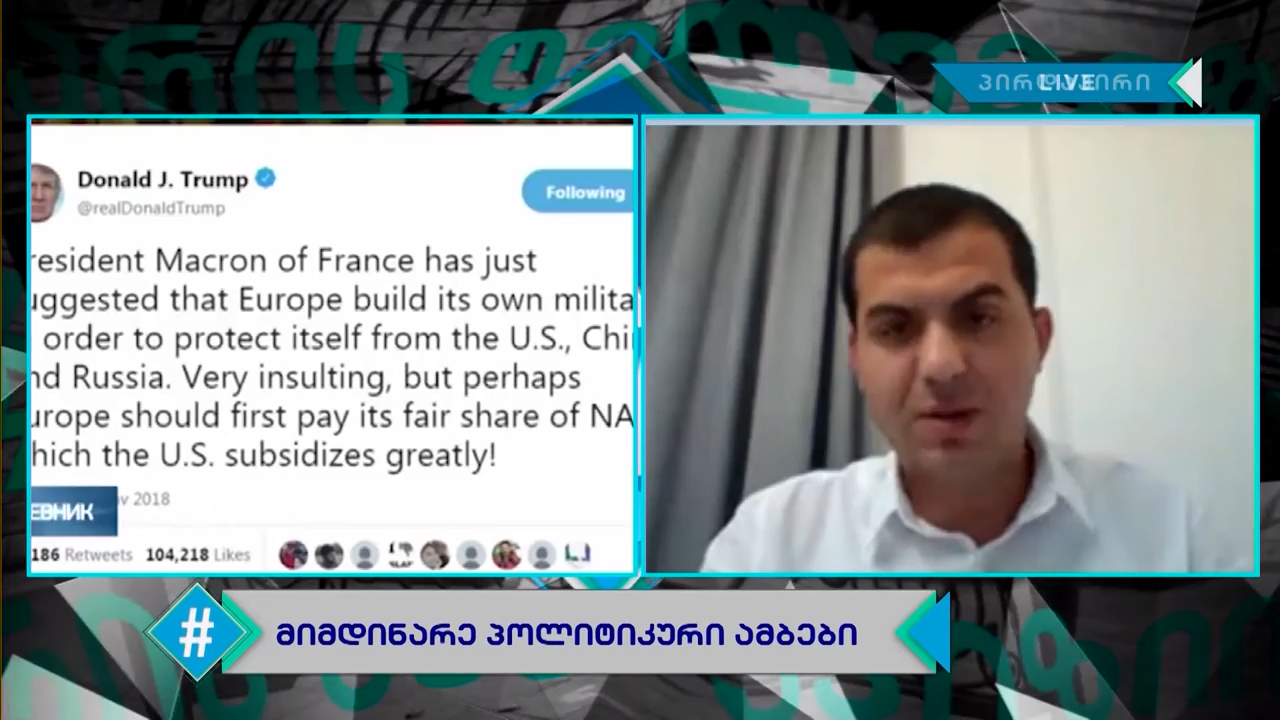 LIVE
Donald J. Trump
@realDonaldTrump
Following
resident Macron of France has just
uggested that Europe build its own milita
order to protect itself from the U.S., Chi
nd Russia. Very insulting, but perhaps
urope should first pay its fair share of NA
hich the U.S. subsidizes greatly!
ov 2018
ЕВНИК
186 Retweets 104,218 Likes
# მიმდინარე პოლიტიკური ამბები